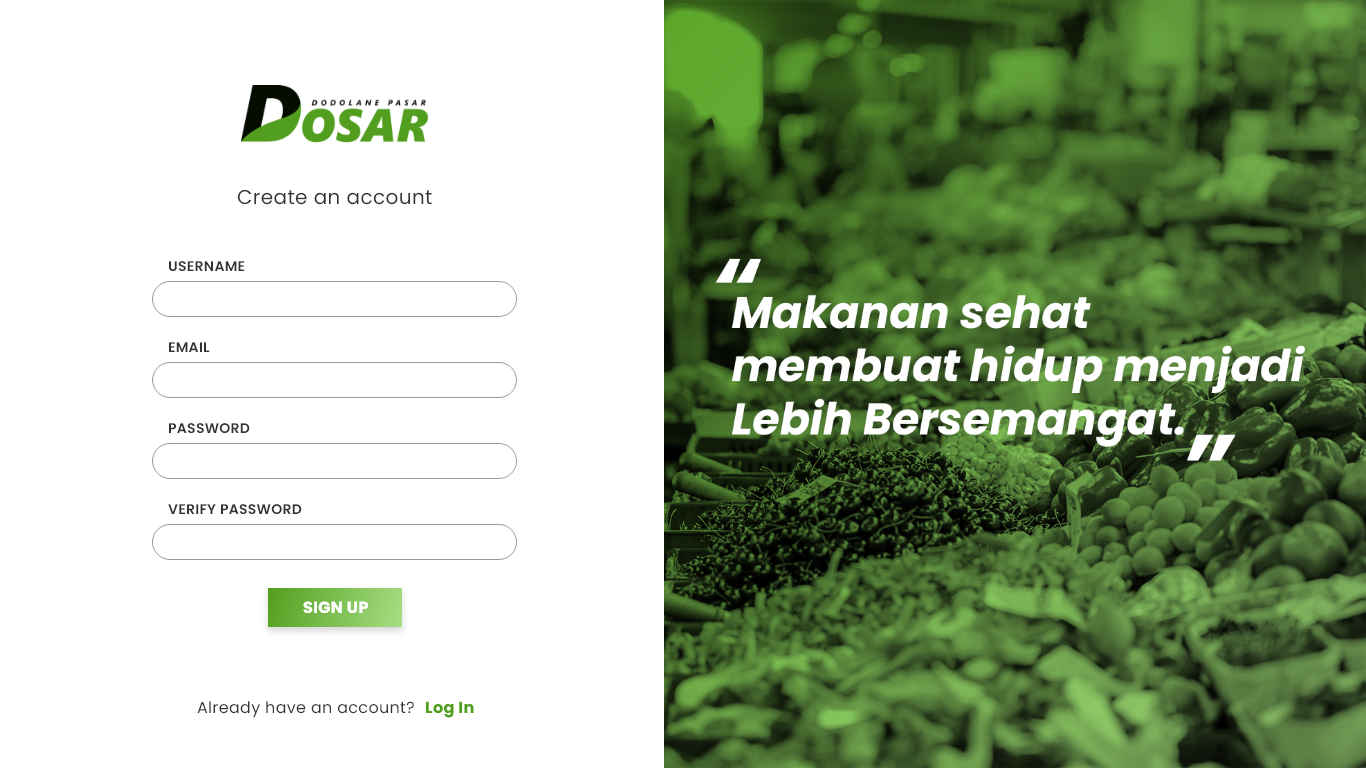 DODOLANE PASAR
DOSAR
Create an account
USERNAME
EMAIL
PASSWORD
VERIFY PASSWORD
SIGN UP
Already have an account? Log In
“Makanan sehat
membuat hidup menjadi
Lebih Bersemangat.”